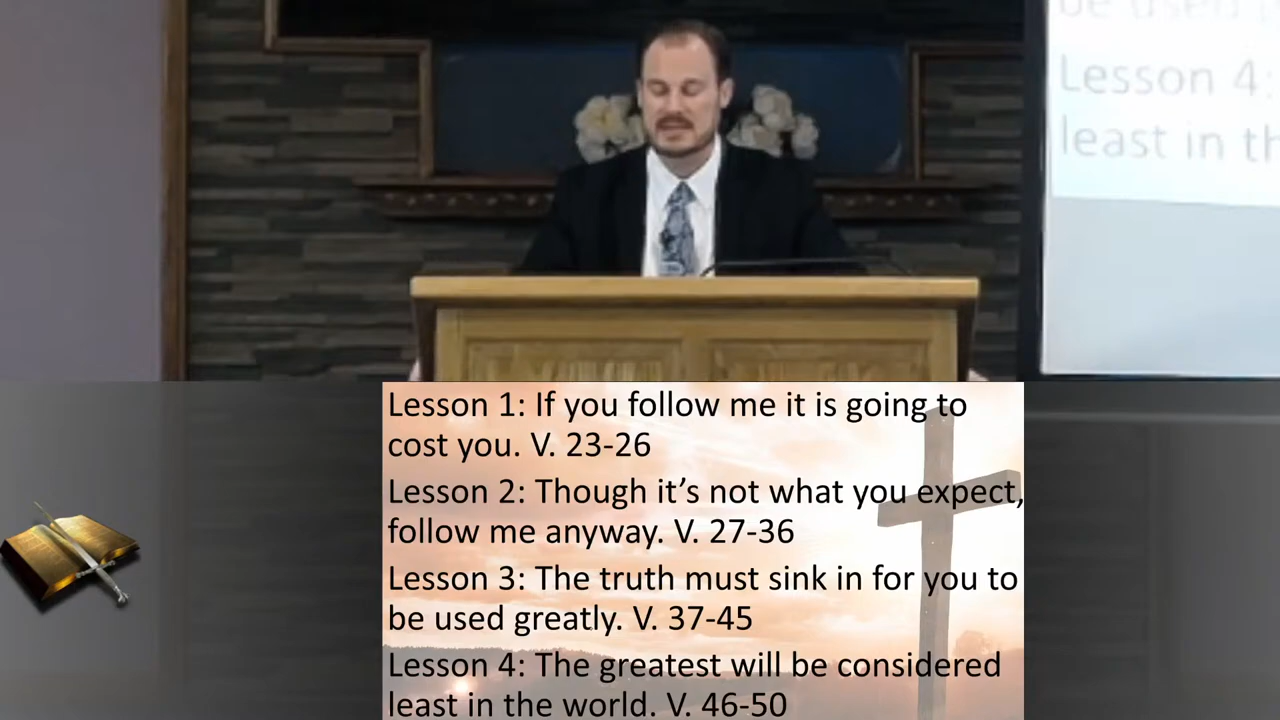 be used
Lesson 4:
least in th
Lesson 1: If you follow me it is going to
cost you. V. 23-26
Lesson 2: Though it’s not what you expect,
follow me anyway. V. 27-36
Lesson 3: The truth must sink in for you to
be used greatly. V. 37-45
Lesson 4: The greatest will be considered
least in the world. V. 46-50